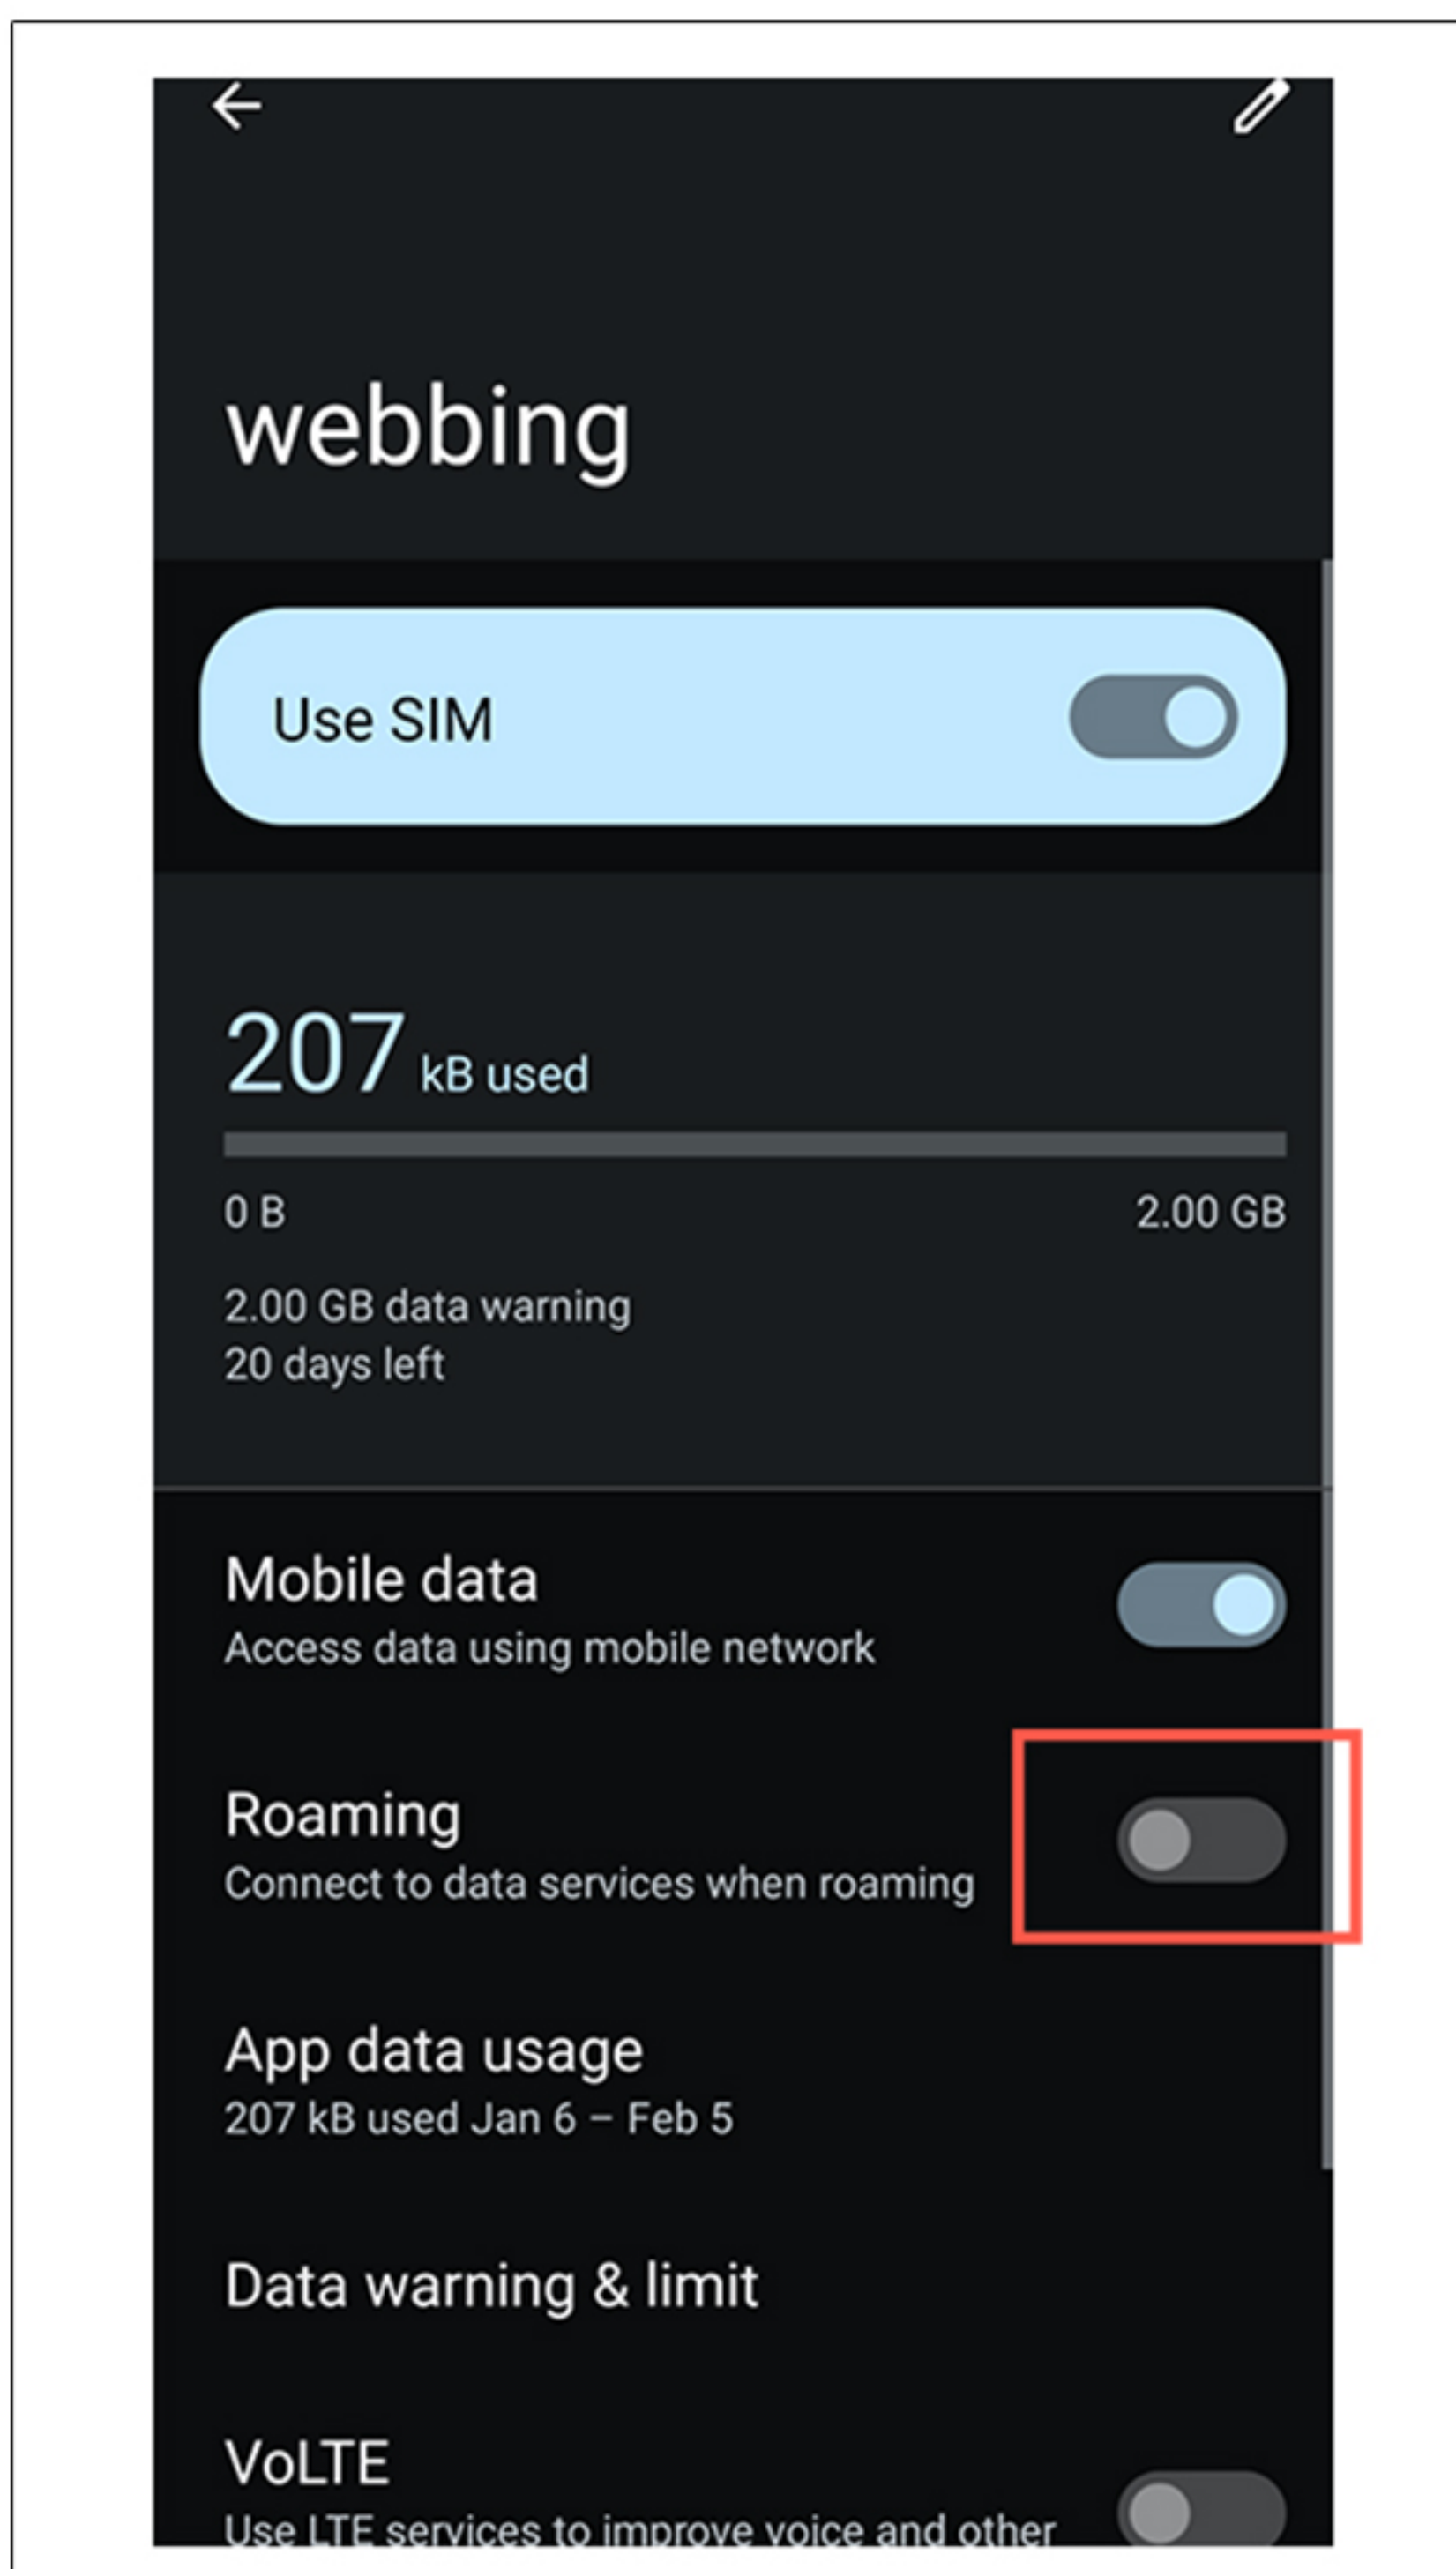 webbing
Use SIM
207 kB used
0 B 2.00 GB
2.00 GB data warning
20 days left
Mobile data
Access data using mobile network
Roaming
Connect to data services when roaming
App data usage
207 kB used Jan 6 – Feb 5
Data warning & limit
VoLTE
Use LTE services to improve voice and other